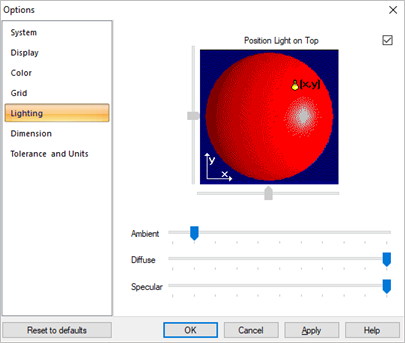 Options
System
Display
Color
Grid
Lighting
Dimension
Tolerance and Units
Position Light on Top
[x,y]
y
x
Ambient
Diffuse
Specular
Reset to defaults
OK
Cancel
Apply
Help